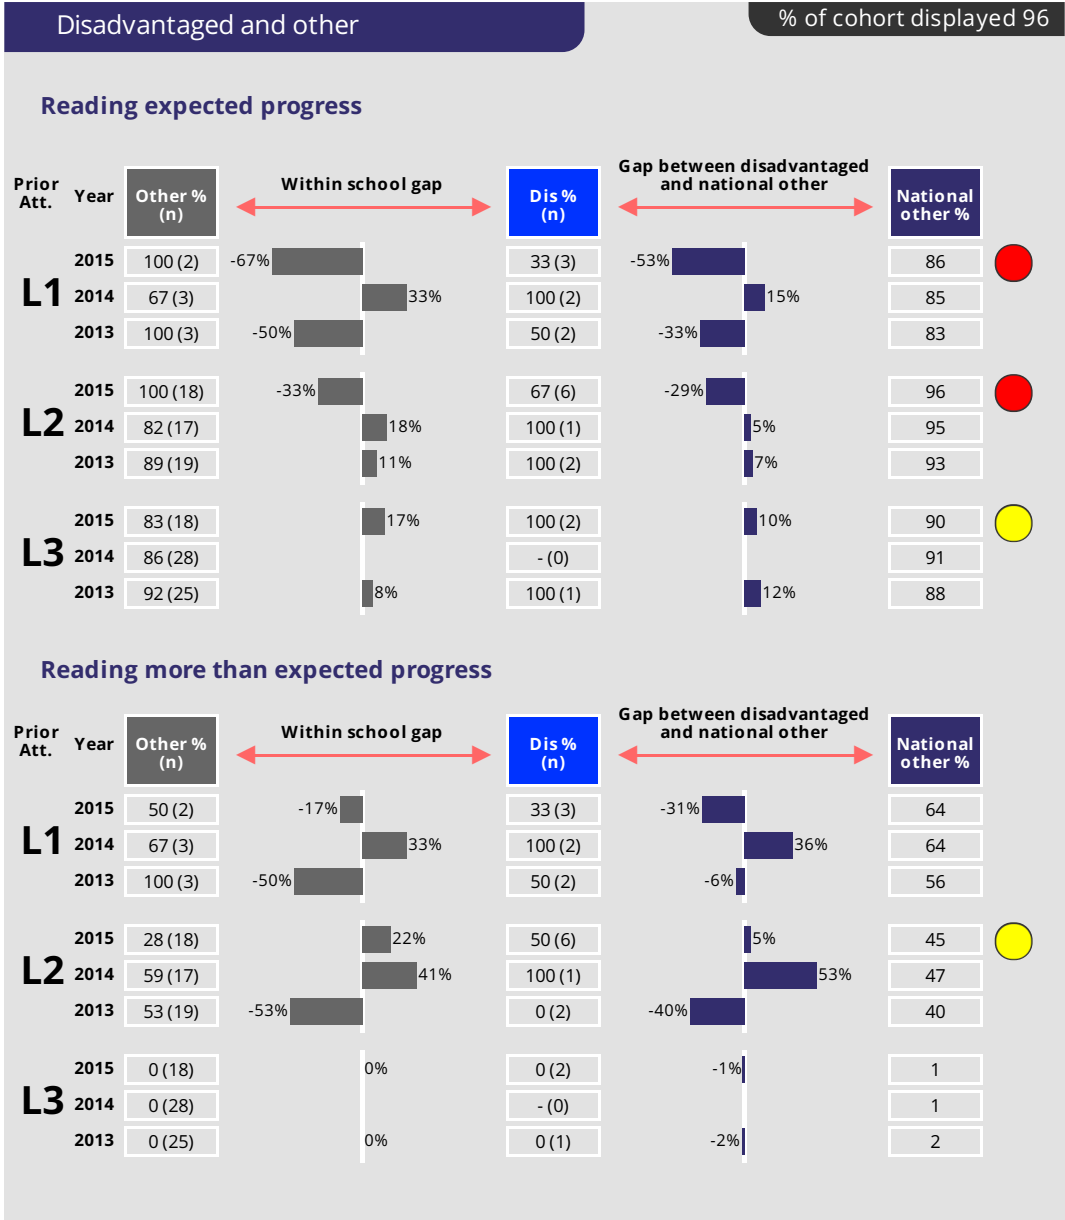 Disadvantaged and other
% of cohort displayed 96
Reading expected progress
Prior Att. Year Other % (n) Within school gap Dis % (n) Gap between disadvantaged and national other National other %
L1
2015 100 (2) -67% 33 (3) -53% 86
2014 67 (3) 33% 100 (2) 15% 85
2013 100 (3) -50% 50 (2) -33% 83
L2
2015 100 (18) -33% 67 (6) -29% 96
2014 82 (17) 18% 100 (1) 5% 95
2013 89 (19) 11% 100 (2) 7% 93
L3
2015 83 (18) 17% 100 (2) 10% 90
2014 86 (28) - (0) 91
2013 92 (25) 8% 100 (1) 12% 88
Reading more than expected progress
Prior Att. Year Other % (n) Within school gap Dis % (n) Gap between disadvantaged and national other National other %
L1
2015 50 (2) -17% 33 (3) -31% 64
2014 67 (3) 33% 100 (2) 36% 64
2013 100 (3) -50% 50 (2) -6% 56
L2
2015 28 (18) 22% 50 (6) 5% 45
2014 59 (17) 41% 100 (1) 53% 47
2013 53 (19) -53% 0 (2) -40% 40
L3
2015 0 (18) 0% 0 (2) -1% 1
2014 0 (28) - (0) 1
2013 0 (25) 0% 0 (1) -2% 2